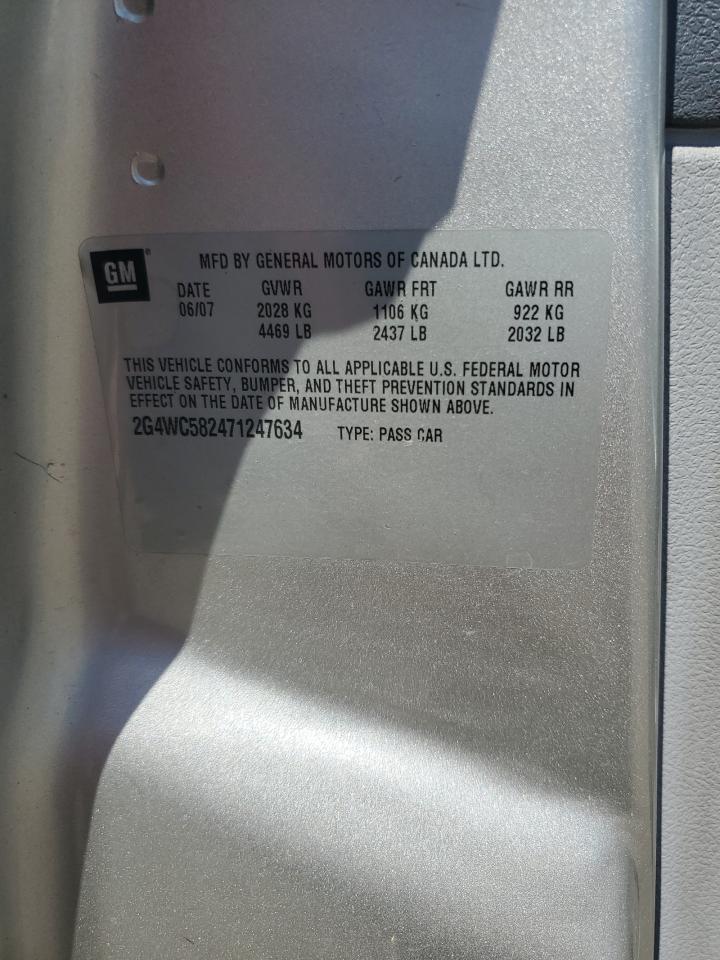 GM
MFD BY GENERAL MOTORS OF CANADA LTD.
DATE GVWR GAWR FRT GAWR RR
06/07 2028 KG 1106 KG 922 KG
4469 LB 2437 LB 2032 LB
THIS VEHICLE CONFORMS TO ALL APPLICABLE U.S. FEDERAL MOTOR
VEHICLE SAFETY, BUMPER, AND THEFT PREVENTION STANDARDS IN
EFFECT ON THE DATE OF MANUFACTURE SHOWN ABOVE.
2G4WC582471247634 TYPE: PASS CAR